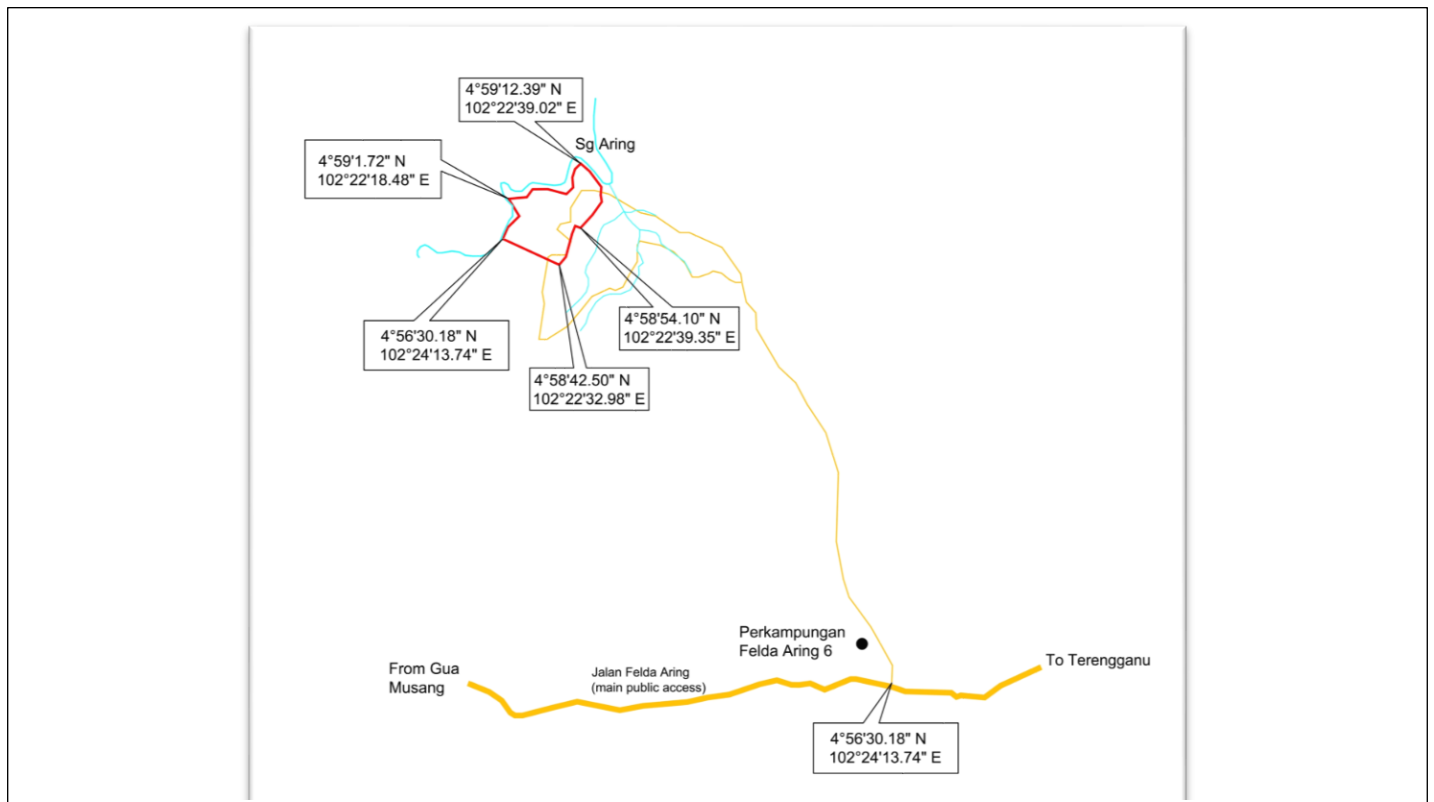 4°59'12.39" N
102°22'39.02" E
Sg Aring
4°59'1.72" N
102°22'18.48" E
4°56'30.18" N
102°24'13.74" E
4°58'54.10" N
102°22'39.35" E
4°58'42.50" N
102°22'32.98" E
Perkampungan
Felda Aring 6
From Gua
Musang
Jalan Felda Aring
(main public access)
To Terengganu
4°56'30.18" N
102°24'13.74" E